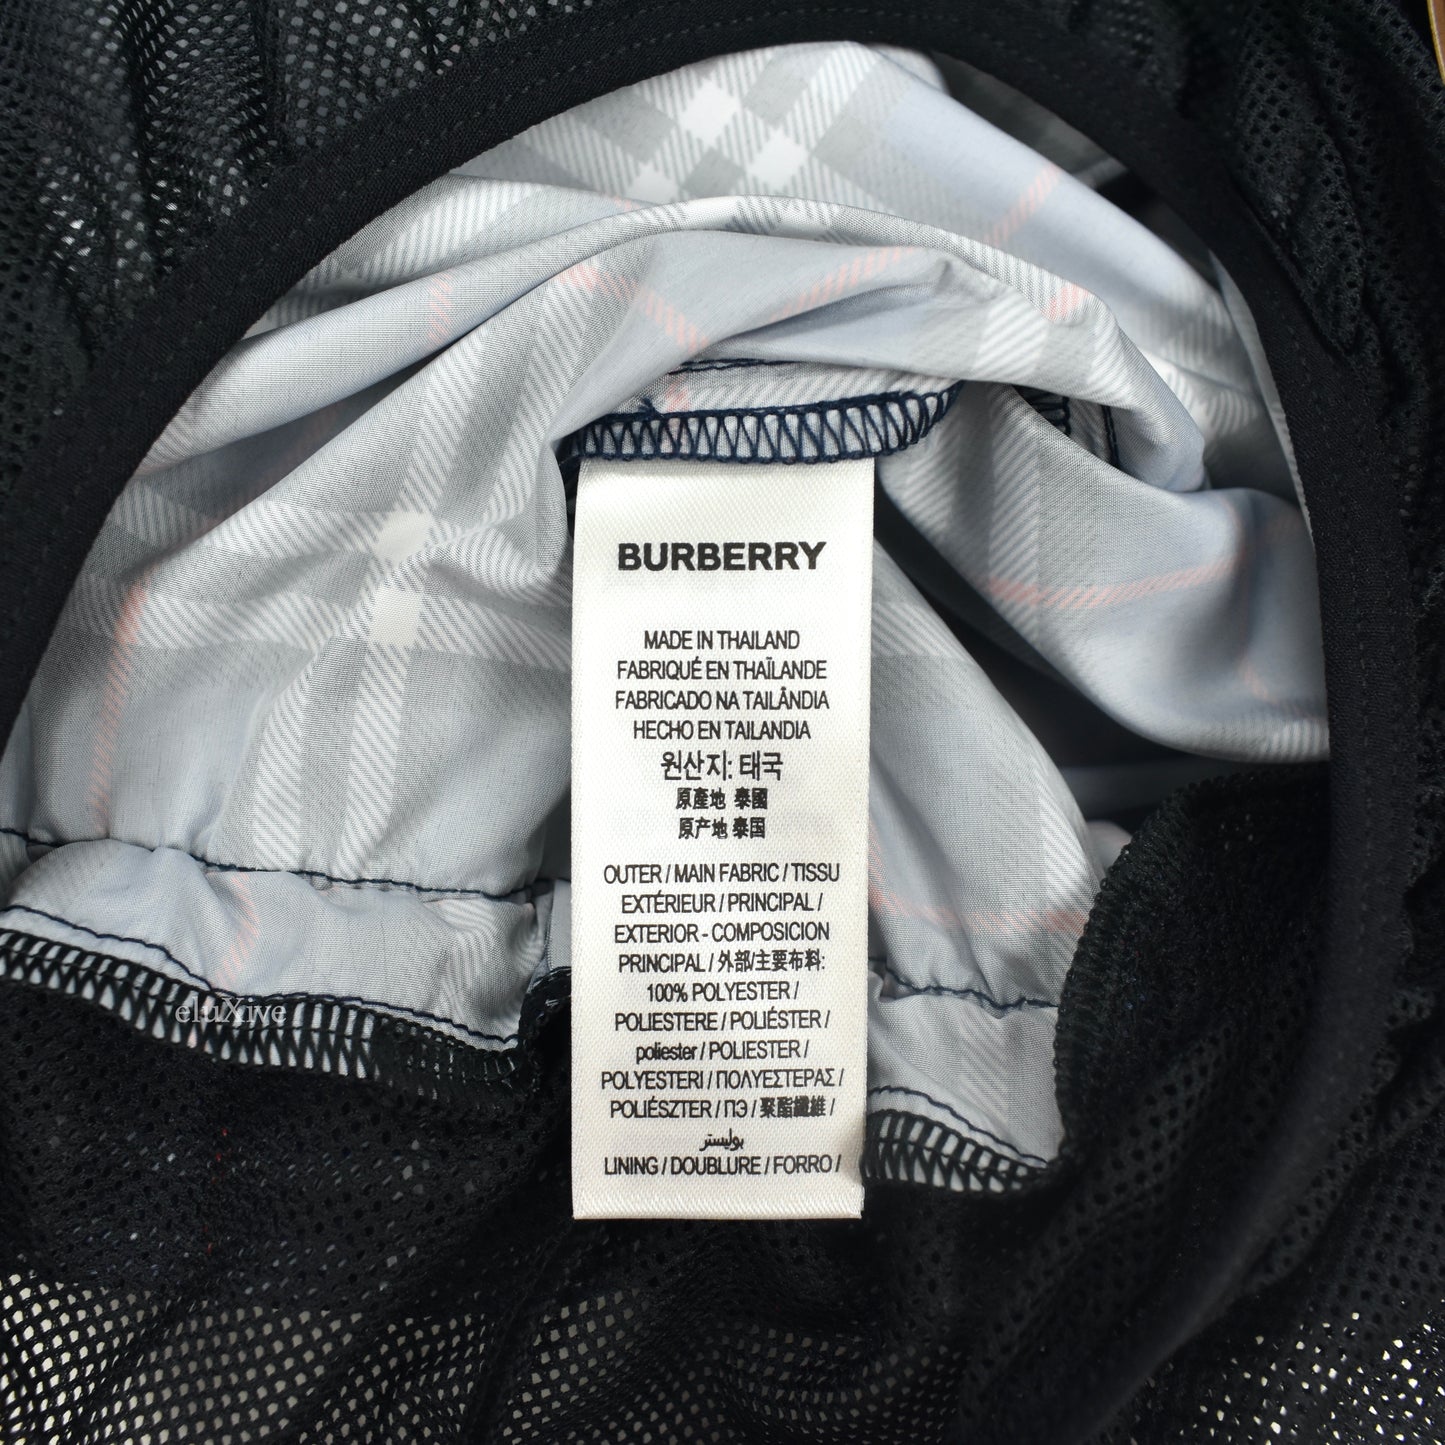 BURBERRY
MADE IN THAILAND
FABRIQUÉ EN THAÏLANDE
FABRICADO NA TAILÂNDIA
HECHO EN TAILANDIA
원산지: 태국
原產地 泰國
原产地 泰国
OUTER / MAIN FABRIC / TISSU
EXTÉRIEUR / PRINCIPAL /
EXTERIOR - COMPOSICION
PRINCIPAL / 外部/主要布料:
100% POLYESTER /
POLIESTERE / POLIÉSTER /
poliester / POLIESTER /
POLYESTERI / ΠΟΛΥΕΣΤΕΡΑΣ /
POLIÉSZTER / ПЭ / 聚酯纖維 /
بوليستر
LINING / DOUBLURE / FORRO /
eluXive